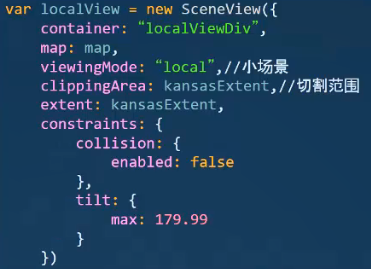 var localView = new SceneView({
container: “localViewDiv”,
map: map,
viewingMode: “local”,//小场景
clippingArea: kansasExtent,//切割范围
extent: kansasExtent,
constraints: {
collision: {
enabled: false
},
tilt: {
max: 179.99
}
})